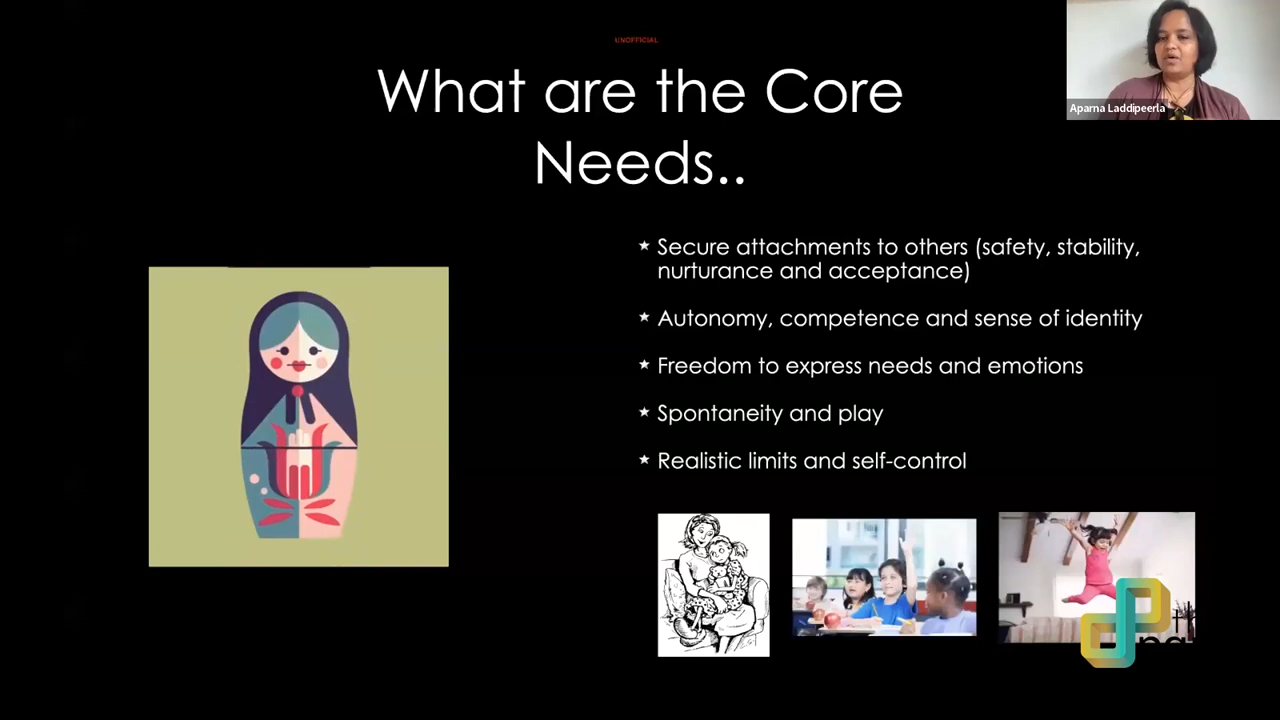 UNOFFICIAL
What are the Core
Needs..
Aparna Laddipeerla
Secure attachments to others (safety, stability,
nurturance and acceptance)
Autonomy, competence and sense of identity
Freedom to express needs and emotions
Spontaneity and play
Realistic limits and self-control